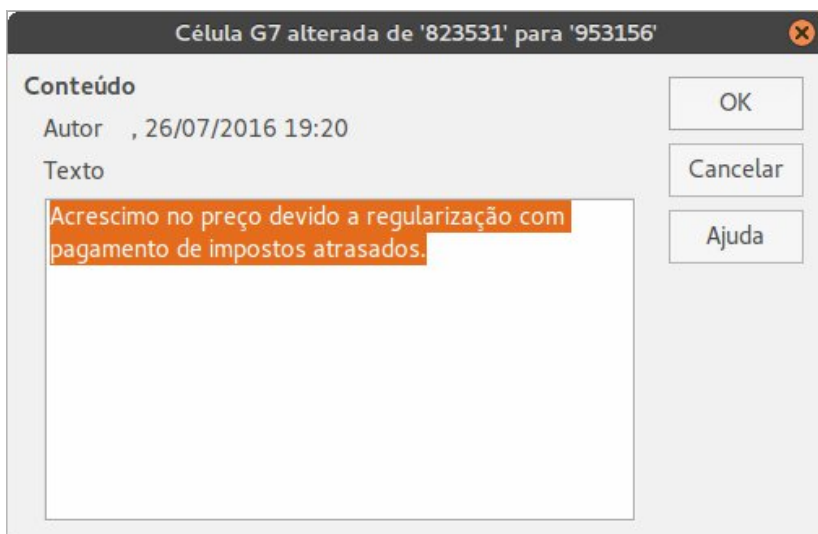 Célula G7 alterada de '823531' para '953156'
Conteúdo
Autor , 26/07/2016 19:20
Texto
Acrescimo no preço devido a regularização com
pagamento de impostos atrasados.
OK
Cancelar
Ajuda